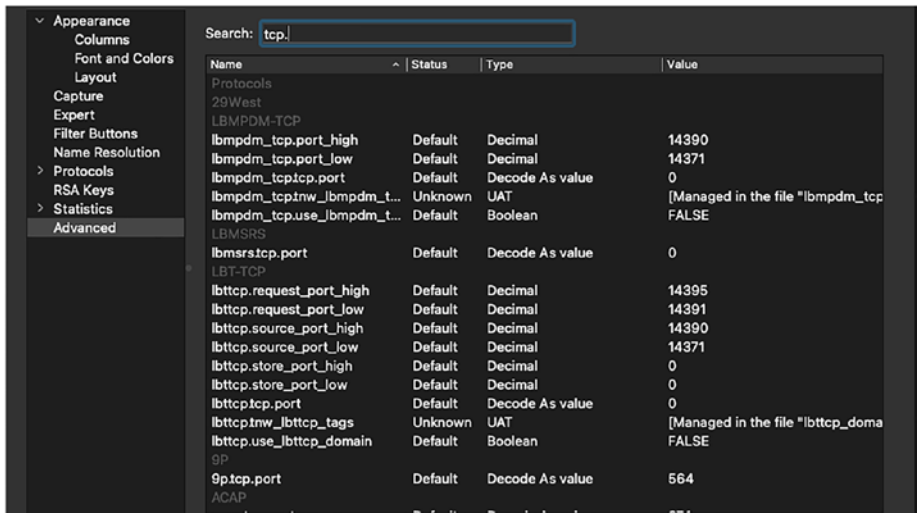 Appearance
Columns
Font and Colors
Layout
Capture
Expert
Filter Buttons
Name Resolution
Protocols
RSA Keys
Statistics
Advanced
Search: tcp.
Name Status Type Value
Protocols
29West
LBMPDM-TCP
lbmpdm_tcp.port_high Default Decimal 14390
lbmpdm_tcp.port_low Default Decimal 14371
lbmpdm_tcp.tcp.port Default Decode As value 0
lbmpdm_tcp.tnw_lbmpdm_t... Unknown UAT [Managed in the file "lbmpdm_tcp
lbmpdm_tcp.use_lbmpdm_t... Default Boolean FALSE
LBMSRS
lbmsrs.tcp.port Default Decode As value 0
LBT-TCP
lbttcp.request_port_high Default Decimal 14395
lbttcp.request_port_low Default Decimal 14391
lbttcp.source_port_high Default Decimal 14390
lbttcp.source_port_low Default Decimal 14371
lbttcp.store_port_high Default Decimal 0
lbttcp.store_port_low Default Decimal 0
lbttcp.tcp.port Default Decode As value 0
lbttcp.tnw_lbttcp_tags Unknown UAT [Managed in the file "lbttcp_doma
lbttcp.use_lbttcp_domain Default Boolean FALSE
9P
9p.tcp.port Default Decode As value 564
ACAP